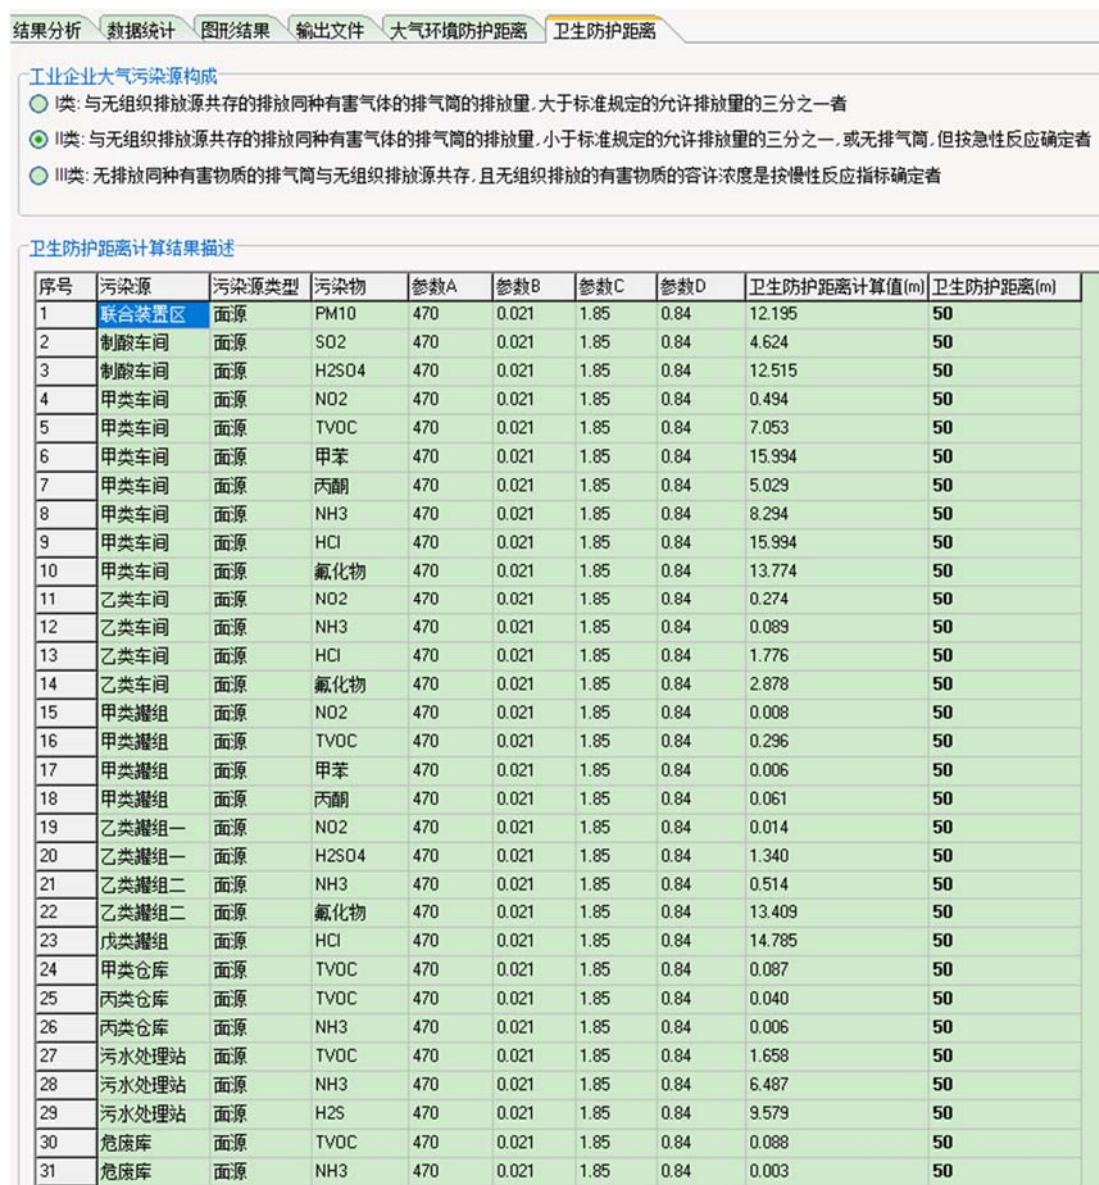 结果分析 数据统计 图形结果 输出文件 大气环境防护距离 卫生防护距离
工业企业大气污染源构成
I类: 与无组织排放源共存的排放同种有害气体的排气筒的排放量,大于标准规定的允许排放量的三分之一者
II类: 与无组织排放源共存的排放同种有害气体的排气筒的排放量,小于标准规定的允许排放量的三分之一,或无排气筒,但按急性反应确定者
III类: 无排放同种有害物质的排气筒与无组织排放源共存,且无组织排放的有害物质的容许浓度是按慢性反应指标确定者
卫生防护距离计算结果描述
序号 污染源 污染源类型 污染物 参数A 参数B 参数C 参数D 卫生防护距离计算值(m) 卫生防护距离(m)
1 联合装置区 面源 PM10 470 0.021 1.85 0.84 12.195 50
2 制酸车间 面源 SO2 470 0.021 1.85 0.84 4.624 50
3 制酸车间 面源 H2SO4 470 0.021 1.85 0.84 12.515 50
4 甲类车间 面源 NO2 470 0.021 1.85 0.84 0.494 50
5 甲类车间 面源 TVOC 470 0.021 1.85 0.84 7.053 50
6 甲类车间 面源 甲苯 470 0.021 1.85 0.84 15.994 50
7 甲类车间 面源 丙酮 470 0.021 1.85 0.84 5.029 50
8 甲类车间 面源 NH3 470 0.021 1.85 0.84 8.294 50
9 甲类车间 面源 HCl 470 0.021 1.85 0.84 15.994 50
10 甲类车间 面源 氟化物 470 0.021 1.85 0.84 13.774 50
11 乙类车间 面源 NO2 470 0.021 1.85 0.84 0.274 50
12 乙类车间 面源 NH3 470 0.021 1.85 0.84 0.089 50
13 乙类车间 面源 HCl 470 0.021 1.85 0.84 1.776 50
14 乙类车间 面源 氟化物 470 0.021 1.85 0.84 2.878 50
15 甲类罐组 面源 NO2 470 0.021 1.85 0.84 0.008 50
16 甲类罐组 面源 TVOC 470 0.021 1.85 0.84 0.296 50
17 甲类罐组 面源 甲苯 470 0.021 1.85 0.84 0.006 50
18 甲类罐组 面源 丙酮 470 0.021 1.85 0.84 0.061 50
19 乙类罐组一 面源 NO2 470 0.021 1.85 0.84 0.014 50
20 乙类罐组一 面源 H2SO4 470 0.021 1.85 0.84 1.340 50
21 乙类罐组二 面源 NH3 470 0.021 1.85 0.84 0.514 50
22 乙类罐组二 面源 氟化物 470 0.021 1.85 0.84 13.409 50
23 戊类罐组 面源 HCl 470 0.021 1.85 0.84 14.785 50
24 甲类仓库 面源 TVOC 470 0.021 1.85 0.84 0.087 50
25 丙类仓库 面源 TVOC 470 0.021 1.85 0.84 0.040 50
26 丙类仓库 面源 NH3 470 0.021 1.85 0.84 0.006 50
27 污水处理站 面源 TVOC 470 0.021 1.85 0.84 1.658 50
28 污水处理站 面源 NH3 470 0.021 1.85 0.84 6.487 50
29 污水处理站 面源 H2S 470 0.021 1.85 0.84 9.579 50
30 危废库 面源 TVOC 470 0.021 1.85 0.84 0.088 50
31 危废库 面源 NH3 470 0.021 1.85 0.84 0.003 50